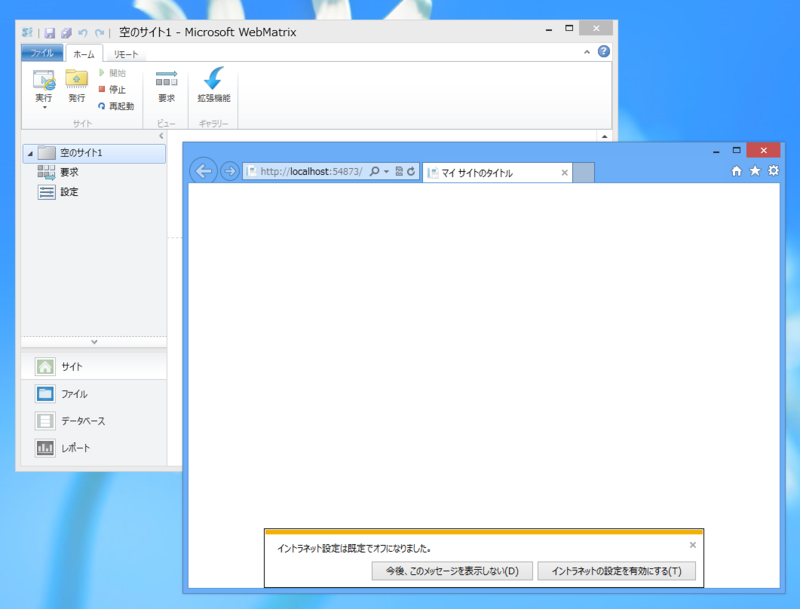 空のサイト1 - Microsoft WebMatrix
ファイル ホーム リモート
実行
発行
開始
停止
再起動
サイト
要求
ビュー
拡張機能
ギャラリー
空のサイト1
要求
設定
サイト
ファイル
データベース
レポート
http://localhost:54873/
マイ サイトのタイトル
イントラネット設定は既定でオフになりました。
今後、このメッセージを表示しない(D)
イントラネットの設定を有効にする(T)